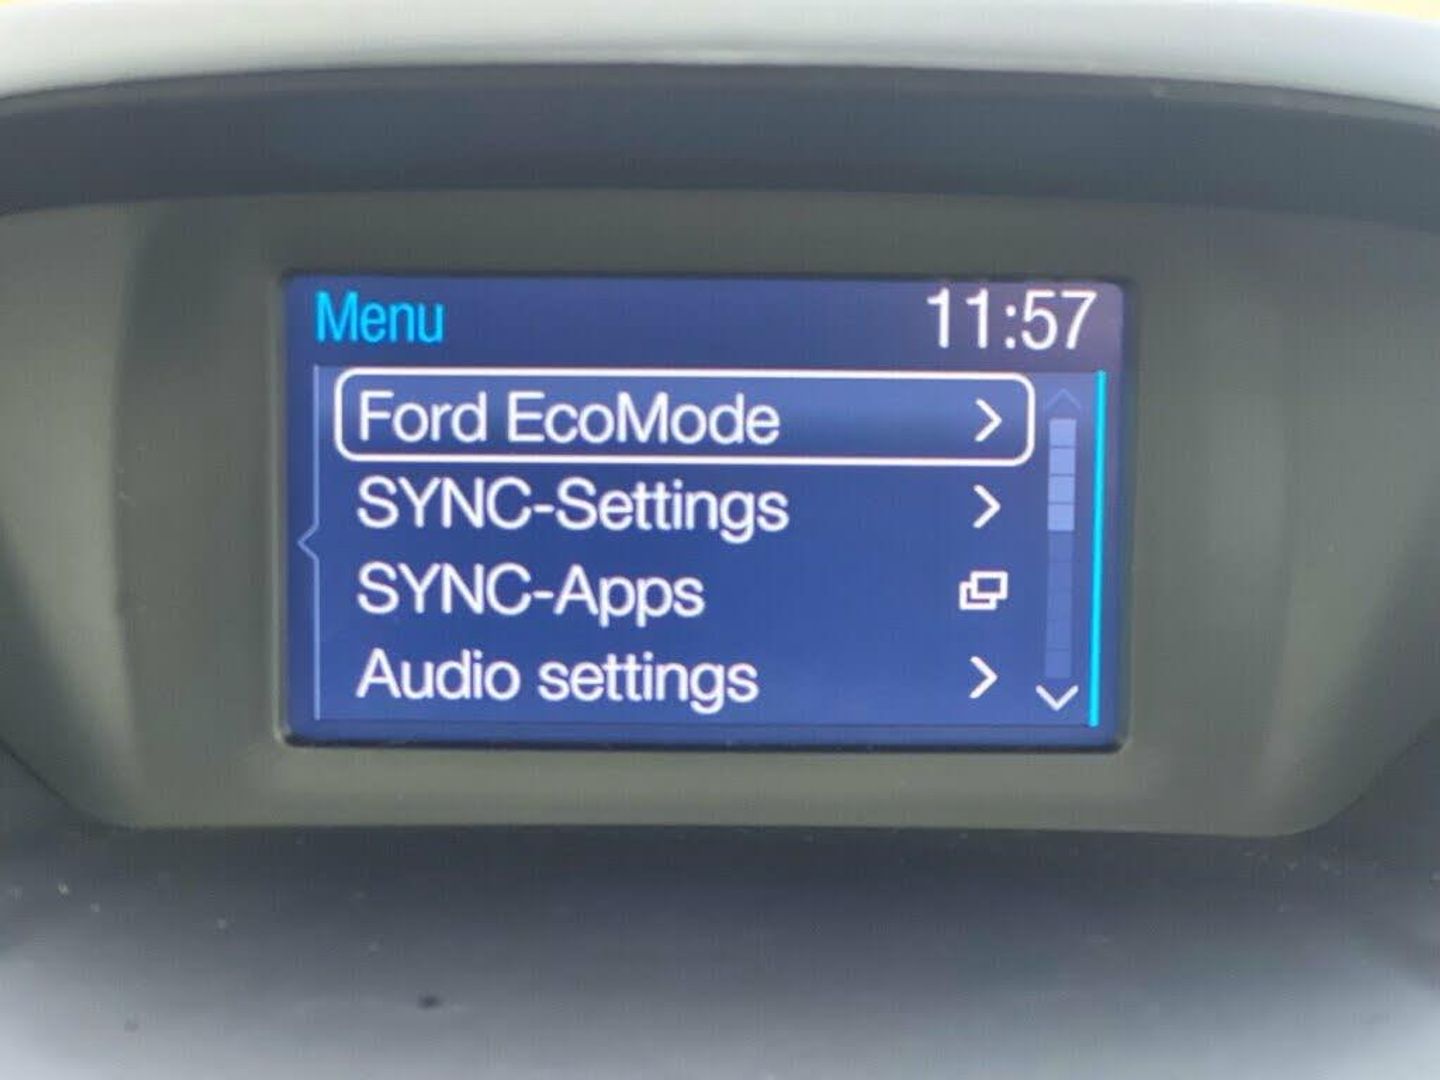 Menu 11:57
Ford EcoMode
SYNC-Settings
SYNC-Apps
Audio settings